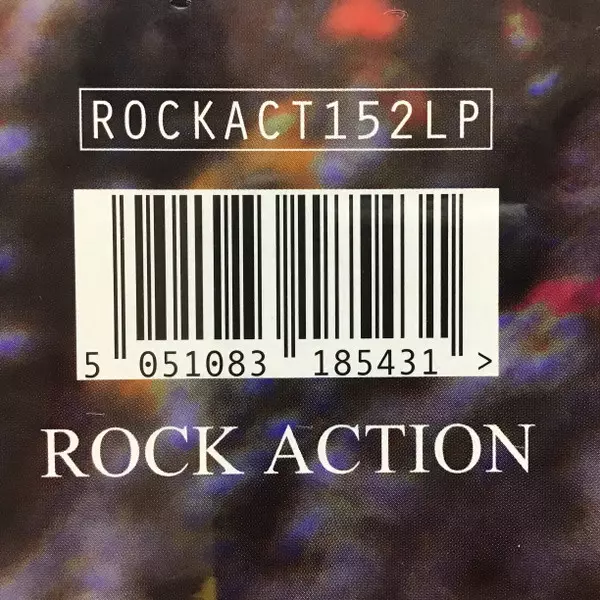 ROCKACT152LP
5 051083 185431 >
ROCK ACTION